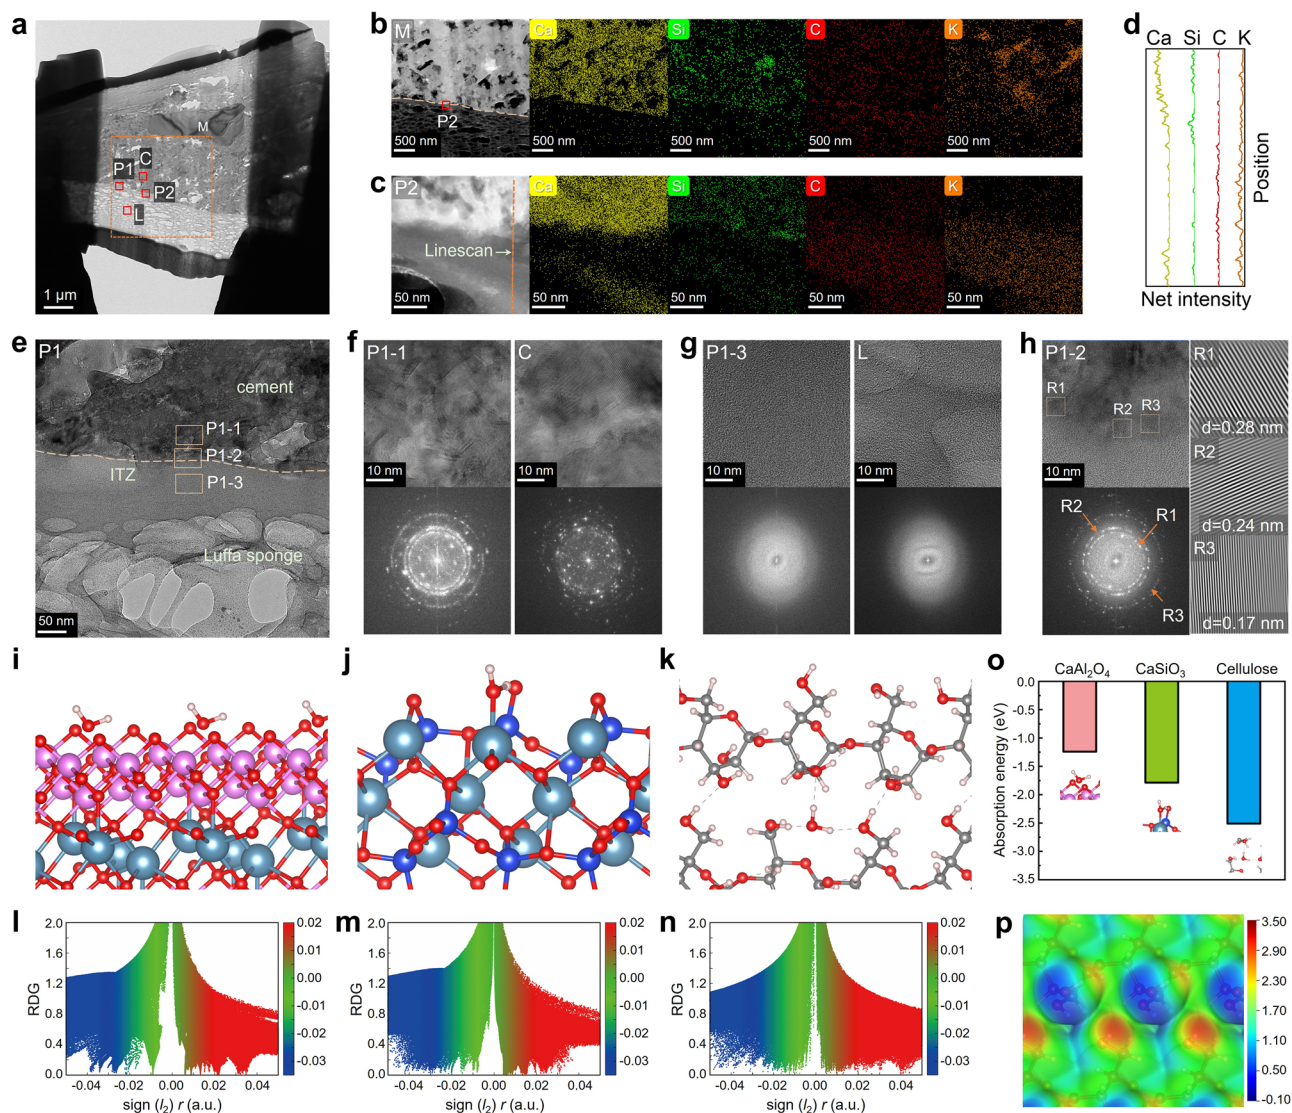 a
M
P1
C
P2
L
1 µm
b
M
P2
500 nm
Ca
500 nm
Si
500 nm
C
500 nm
K
500 nm
c
P2
Linescan
50 nm
Ca
50 nm
Si
50 nm
C
50 nm
K
50 nm
d
Ca Si C K
Position
Net intensity
e
P1
cement
P1-1
P1-2
ITZ
P1-3
Luffa sponge
50 nm
f
P1-1
10 nm
C
10 nm
g
P1-3
10 nm
L
10 nm
h
P1-2
R1
R2
R3
10 nm
R2
R1
R3
R1
d=0.28 nm
R2
d=0.24 nm
R3
d=0.17 nm
i
j
k
o
CaAl2O4 CaSiO3 Cellulose
Absorption energy (eV)
0.0
-0.5
-1.0
-1.5
-2.0
-2.5
-3.0
-3.5
l
RDG
2.0
1.6
1.2
0.8
0.4
0.0
-0.04 -0.02 0.00 0.02 0.04
sign (l2) r (a.u.)
0.02
0.01
0.00
-0.01
-0.02
-0.03
m
RDG
2.0
1.6
1.2
0.8
0.4
0.0
-0.04 -0.02 0.00 0.02 0.04
sign (l2) r (a.u.)
0.02
0.01
0.00
-0.01
-0.02
-0.03
n
RDG
2.0
1.6
1.2
0.8
0.4
0.0
-0.04 -0.02 0.00 0.02 0.04
sign (l2) r (a.u.)
0.02
0.01
0.00
-0.01
-0.02
-0.03
p
3.50
2.90
2.30
1.70
1.10
0.50
-0.10